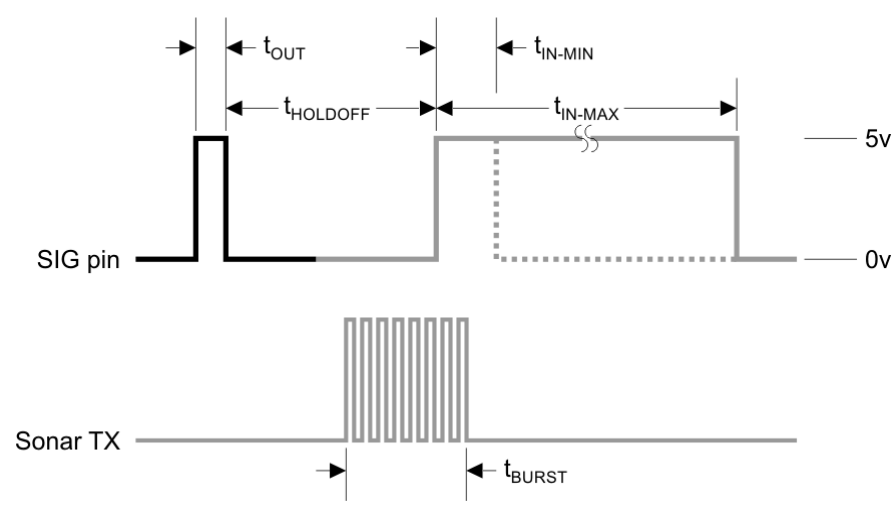 tOUT
tIN-MIN
tHOLDOFF
tIN-MAX
5v
SIG pin
0v
Sonar TX
tBURST